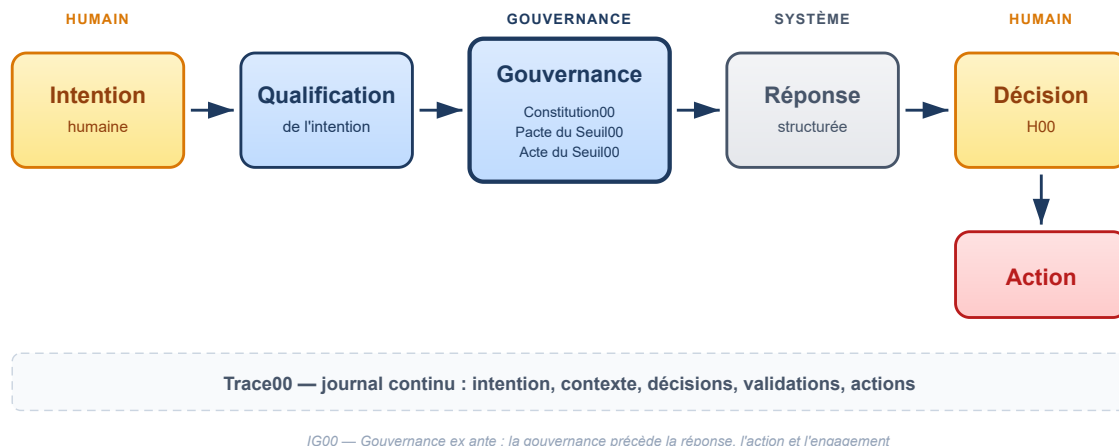 HUMAIN
GOUVERNANCE
SYSTÈME
HUMAIN
Intention
humaine
Qualification
de l'intention
Gouvernance
Constitution00
Pacte du Seuil00
Acte du Seuil00
Réponse
structurée
Décision
H00
Action
Trace00 — journal continu : intention, contexte, décisions, validations, actions
IG00 — Gouvernance ex ante : la gouvernance précède la réponse, l'action et l'engagement